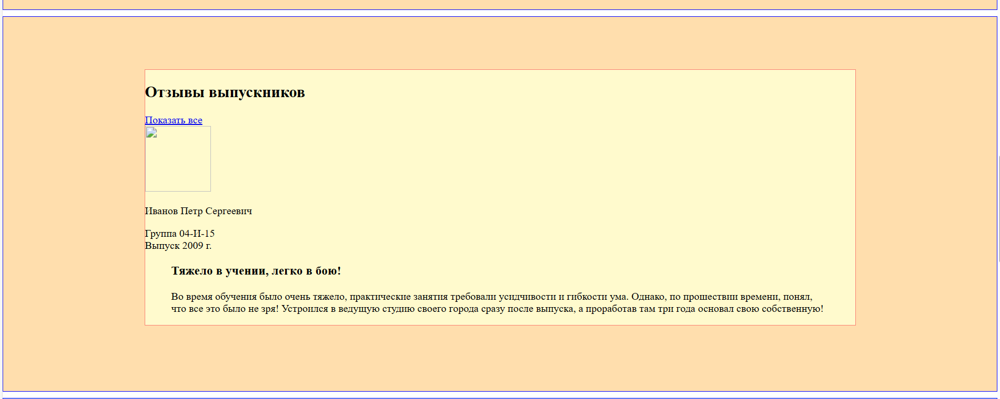 Отзывы выпускников
Показать все
Иванов Петр Сергеевич
Группа 04-И-15
Выпуск 2009 г.
Тяжело в учении, легко в бою!
Во время обучения было очень тяжело, практические занятия требовали усидчивости и гибкости ума. Однако, по прошествии времени, понял,
что все это было не зря! Устроился в ведущую студию своего города сразу после выпуска, а проработав там три года основал свою собственную!